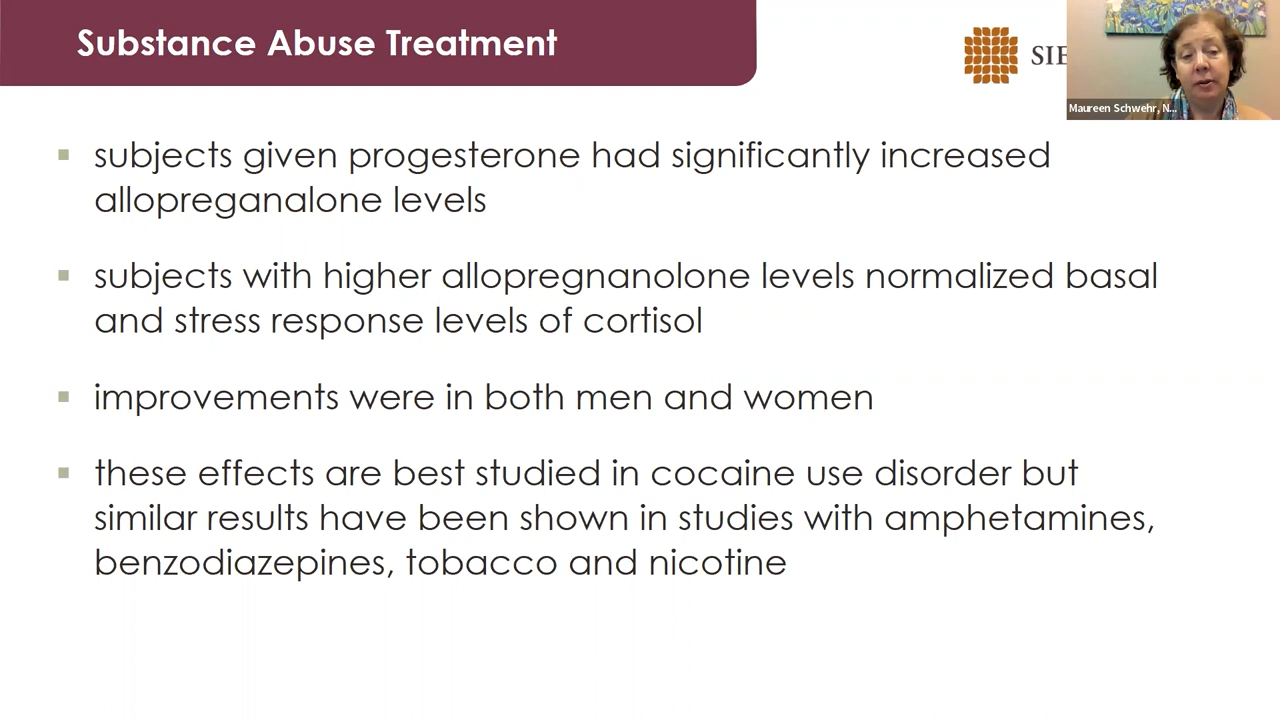 Substance Abuse Treatment
SIE
Maureen Schwehr, N...
subjects given progesterone had significantly increased
allopreganalone levels
subjects with higher allopregnanolone levels normalized basal
and stress response levels of cortisol
improvements were in both men and women
these effects are best studied in cocaine use disorder but
similar results have been shown in studies with amphetamines,
benzodiazepines, tobacco and nicotine